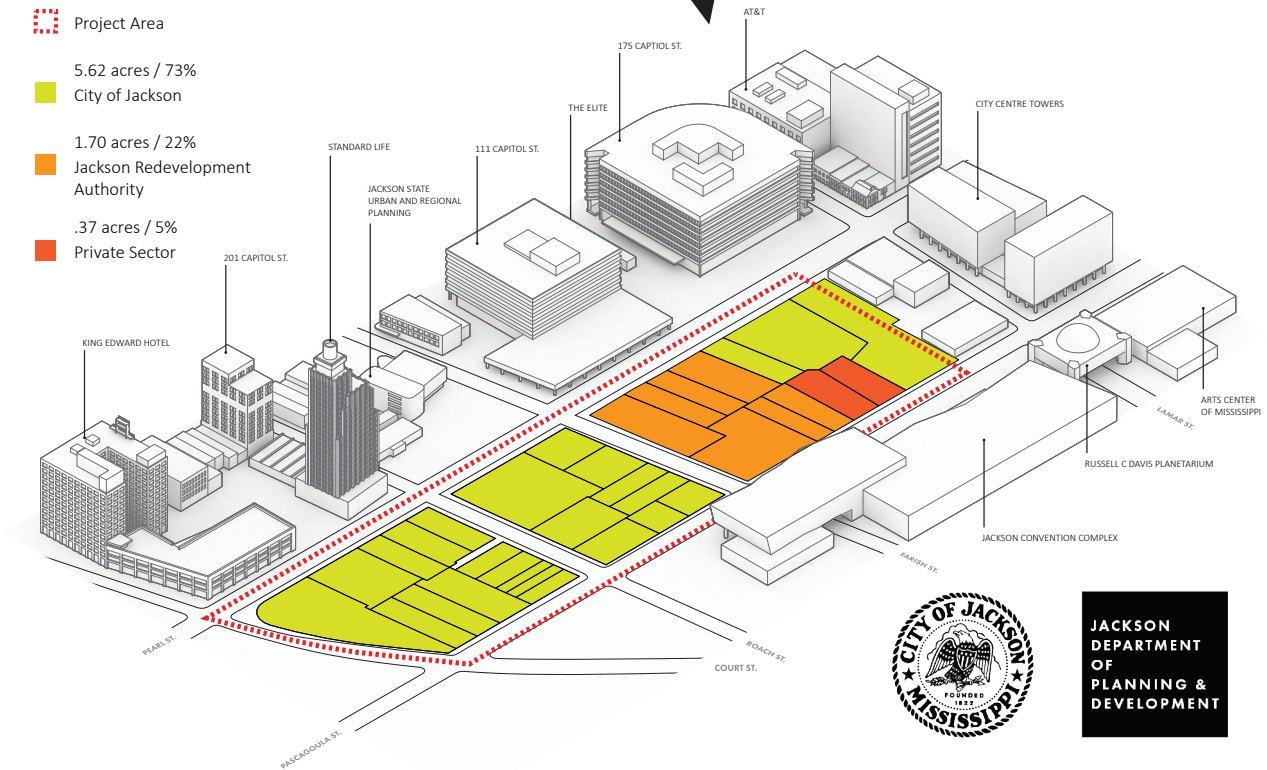 Project Area
5.62 acres / 73%
City of Jackson
1.70 acres / 22%
Jackson Redevelopment
Authority
.37 acres / 5%
Private Sector
AT&T
175 CAPTIOL ST.
THE ELITE
CITY CENTRE TOWERS
STANDARD LIFE
111 CAPITOL ST.
JACKSON STATE
URBAN AND REGIONAL
PLANNING
201 CAPITOL ST.
KING EDWARD HOTEL
ARTS CENTER
OF MISSISSIPPI
LAMAR ST.
RUSSELL C DAVIS PLANETARIUM
JACKSON CONVENTION COMPLEX
FARISH ST.
PEARL ST.
ROACH ST.
COURT ST.
PASCAGOULA ST.
CITY OF JACKSON
FOUNDED
1822
MISSISSIPPI
JACKSON
DEPARTMENT
OF
PLANNING &
DEVELOPMENT